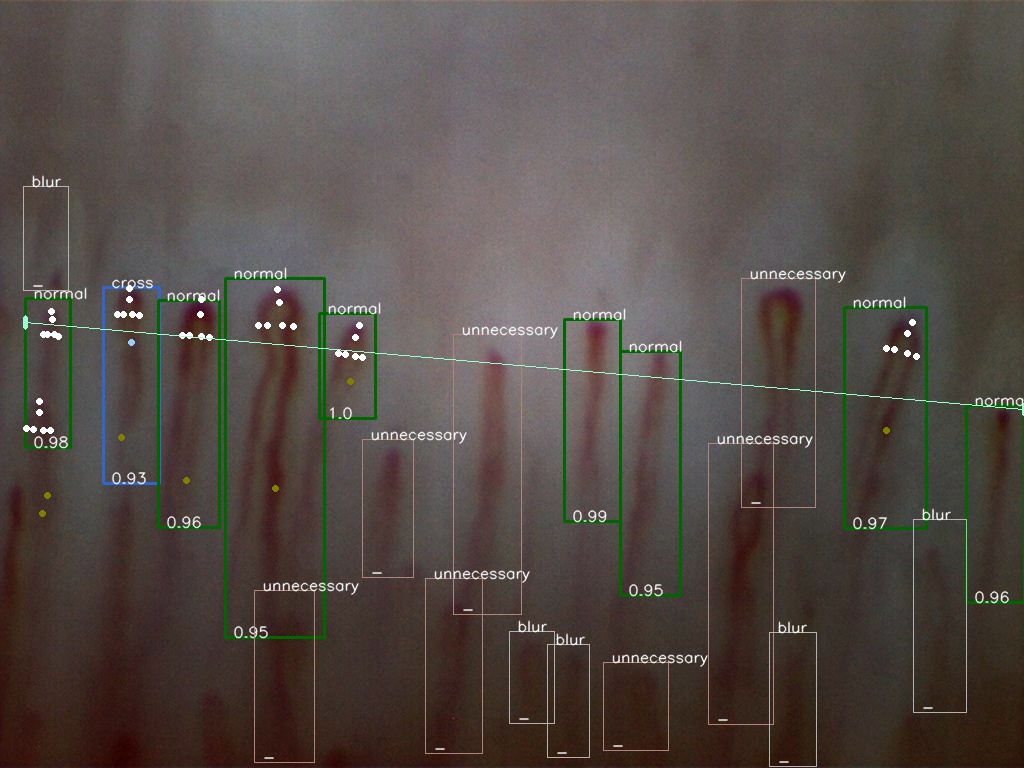 blur
_
cross
normal
normal
normal
normal
normal
normal
unnecessary
unnecessary
normal
norma
1.0
unnecessary
unnecessary
0.98
0.93
_
0.99
blur
0.96
0.97
_
unnecessary
unnecessary
0.95
0.96
_
blur
blur
0.95
blur
unnecessary
_
_
_
_
_
_
_
_
_